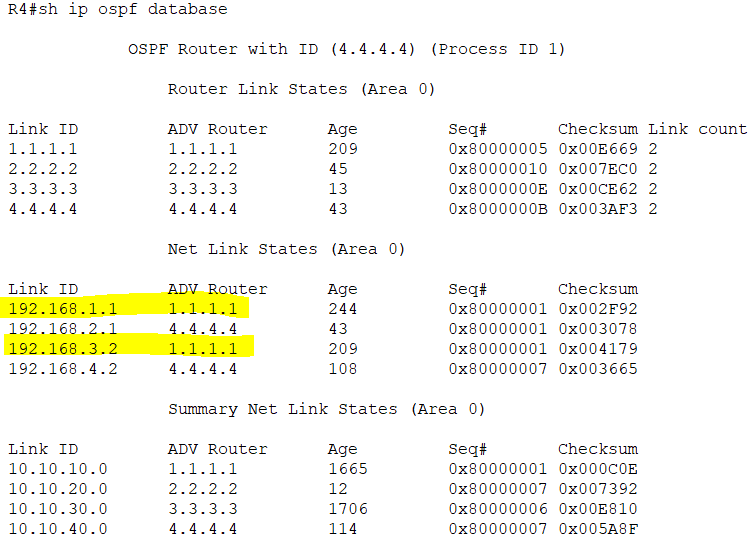 R4#sh ip ospf database
OSPF Router with ID (4.4.4.4) (Process ID 1)
Router Link States (Area 0)
Link ID ADV Router Age Seq# Checksum Link count
1.1.1.1 1.1.1.1 209 0x80000005 0x00E669 2
2.2.2.2 2.2.2.2 45 0x80000010 0x007EC0 2
3.3.3.3 3.3.3.3 13 0x8000000E 0x00CE62 2
4.4.4.4 4.4.4.4 43 0x8000000B 0x003AF3 2
Net Link States (Area 0)
Link ID ADV Router Age Seq# Checksum
192.168.1.1 1.1.1.1 244 0x80000001 0x002F92
192.168.2.1 4.4.4.4 43 0x80000001 0x003078
192.168.3.2 1.1.1.1 209 0x80000001 0x004179
192.168.4.2 4.4.4.4 108 0x80000007 0x003665
Summary Net Link States (Area 0)
Link ID ADV Router Age Seq# Checksum
10.10.10.0 1.1.1.1 1665 0x80000001 0x000C0E
10.10.20.0 2.2.2.2 12 0x80000007 0x007392
10.10.30.0 3.3.3.3 1706 0x80000006 0x00E810
10.10.40.0 4.4.4.4 114 0x80000007 0x005A8F